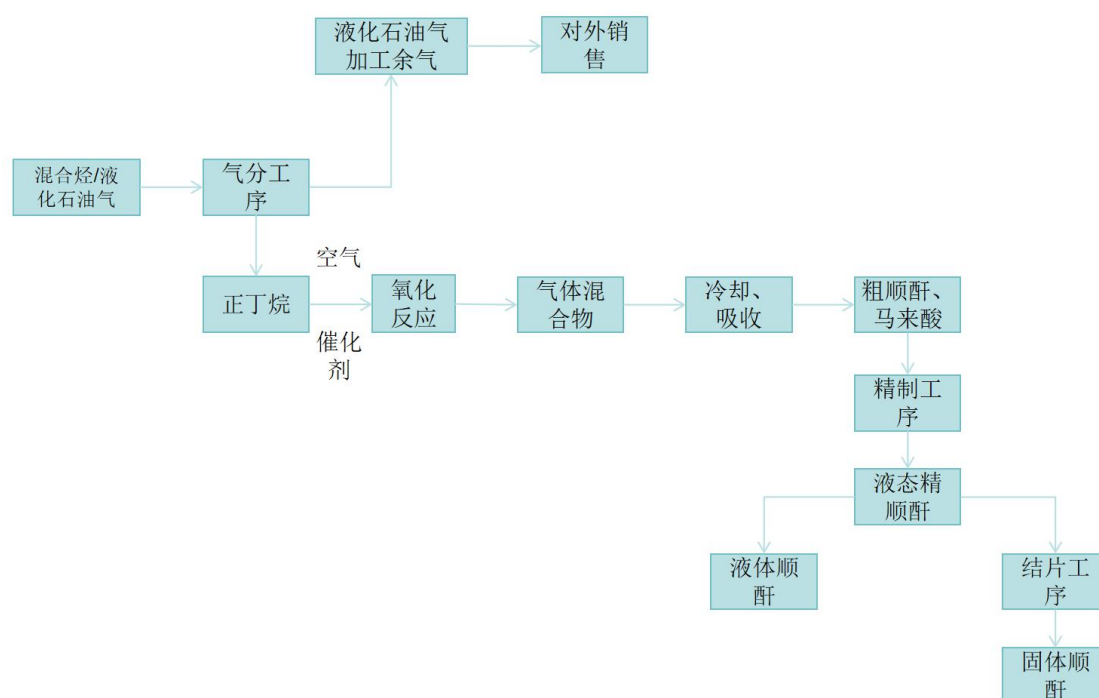 液化石油气
加工余气
对外销
售
混合烃/液
化石油气
气分工
序
空气
正丁烷
催化
剂
氧化
反应
气体混
合物
冷却、
吸收
粗顺酐、
马来酸
精制工
序
液态精
顺酐
液体顺
酐
结片工
序
固体顺
酐